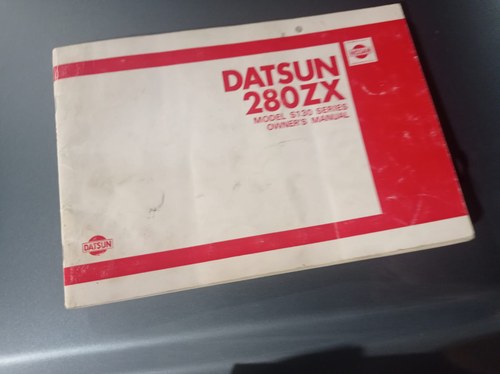 DATSUN
280ZX
MODEL S130 SERIES
OWNER'S MANUAL
DATSUN